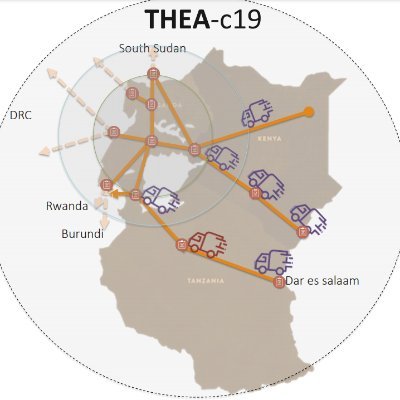 THEA-c19
South Sudan
DRC
KENYA
Rwanda
Burundi
TANZANIA
Dar es salaam